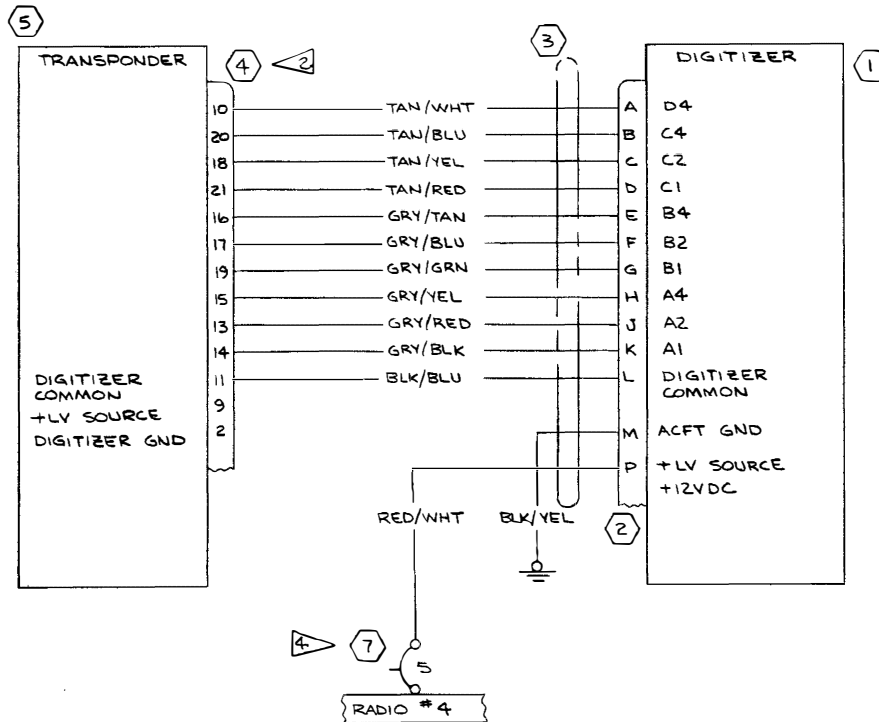 5
TRANSPONDER
4
2
3
DIGITIZER
1
10 TAN/WHT A D4
20 TAN/BLU B C4
18 TAN/YEL C C2
21 TAN/RED D C1
16 GRY/TAN E B4
17 GRY/BLU F B2
19 GRY/GRN G B1
15 GRY/YEL H A4
13 GRY/RED J A2
14 GRY/BLK K A1
DIGITIZER COMMON 11 BLK/BLU L DIGITIZER COMMON
+LV SOURCE 9
DIGITIZER GND 2
M ACFT GND
P +LV SOURCE
+12VDC
RED/WHT
BLK/YEL
2
4
7
5
RADIO #4